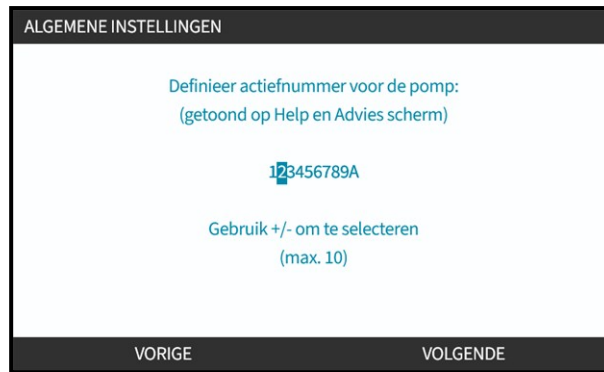 ALGEMENE INSTELLINGEN
Definieer actiefnummer voor de pomp:
(getoond op Help en Advies scherm)
123456789A
Gebruik +/- om te selecteren
(max. 10)
VORIGE VOLGENDE